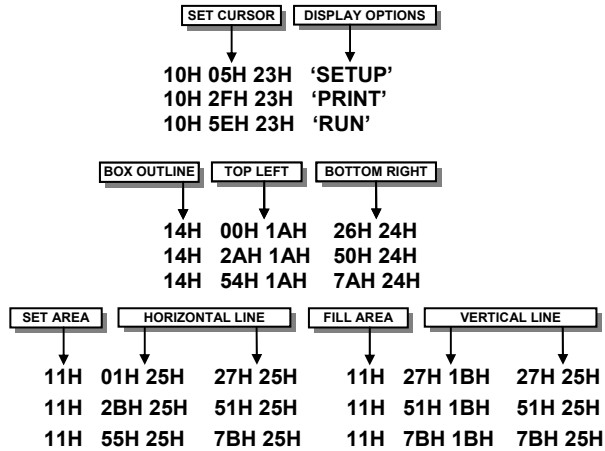 SET CURSOR DISPLAY OPTIONS
10H 05H 23H ‘SETUP’
10H 2FH 23H ‘PRINT’
10H 5EH 23H ‘RUN’
BOX OUTLINE TOP LEFT BOTTOM RIGHT
14H 00H 1AH 26H 24H
14H 2AH 1AH 50H 24H
14H 54H 1AH 7AH 24H
SET AREA HORIZONTAL LINE FILL AREA VERTICAL LINE
11H 01H 25H 27H 25H 11H 27H 1BH 27H 25H
11H 2BH 25H 51H 25H 11H 51H 1BH 51H 25H
11H 55H 25H 7BH 25H 11H 7BH 1BH 7BH 25H